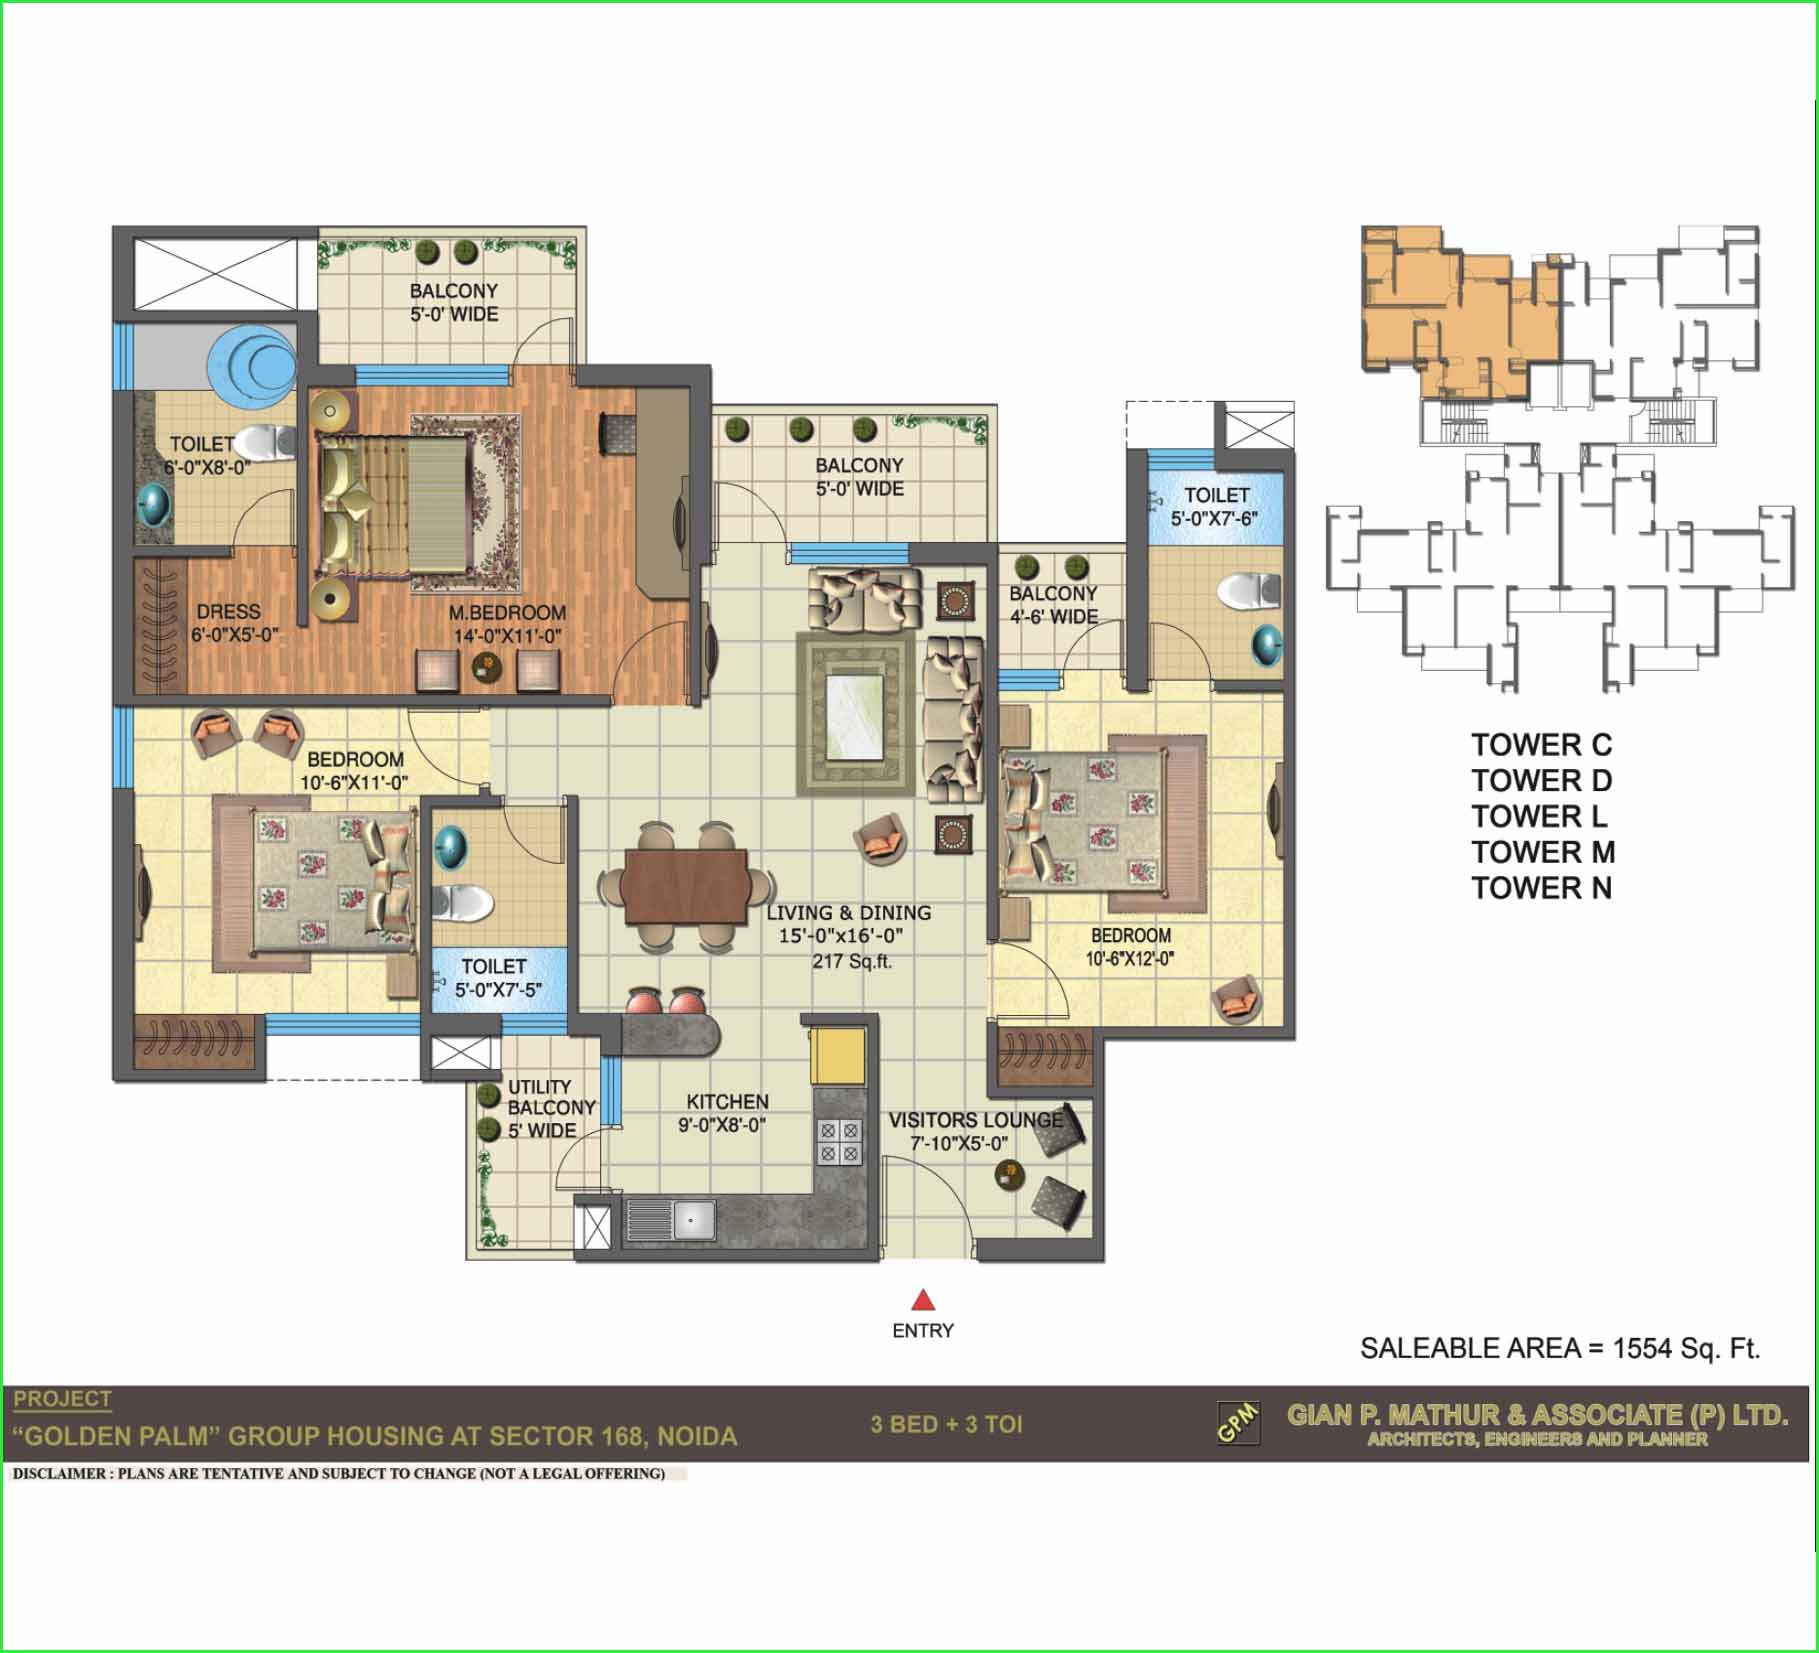 BALCONY
5'-0' WIDE
TOILET
6'-0"X8'-0"
BALCONY
5'-0' WIDE
TOILET
5'-0"X7'-6"
DRESS
6'-0"X5'-0"
M.BEDROOM
14'-0"X11'-0"
BALCONY
4'-6' WIDE
BEDROOM
10'-6"X11'-0"
TOWER C
TOWER D
TOWER L
TOWER M
TOWER N
LIVING & DINING
15'-0"x16'-0"
217 Sq.ft.
BEDROOM
10'-6"X12'-0"
TOILET
5'-0"X7'-5"
UTILITY
BALCONY
5' WIDE
KITCHEN
9'-0"X8'-0"
VISITORS LOUNGE
7'-10"X5'-0"
ENTRY
SALEABLE AREA = 1554 Sq. Ft.
PROJECT
“GOLDEN PALM” GROUP HOUSING AT SECTOR 168, NOIDA
3 BED + 3 TOI
GPM
GIAN P. MATHUR & ASSOCIATE (P) LTD.
ARCHITECTS, ENGINEERS AND PLANNER
DISCLAIMER : PLANS ARE TENTATIVE AND SUBJECT TO CHANGE (NOT A LEGAL OFFERING)